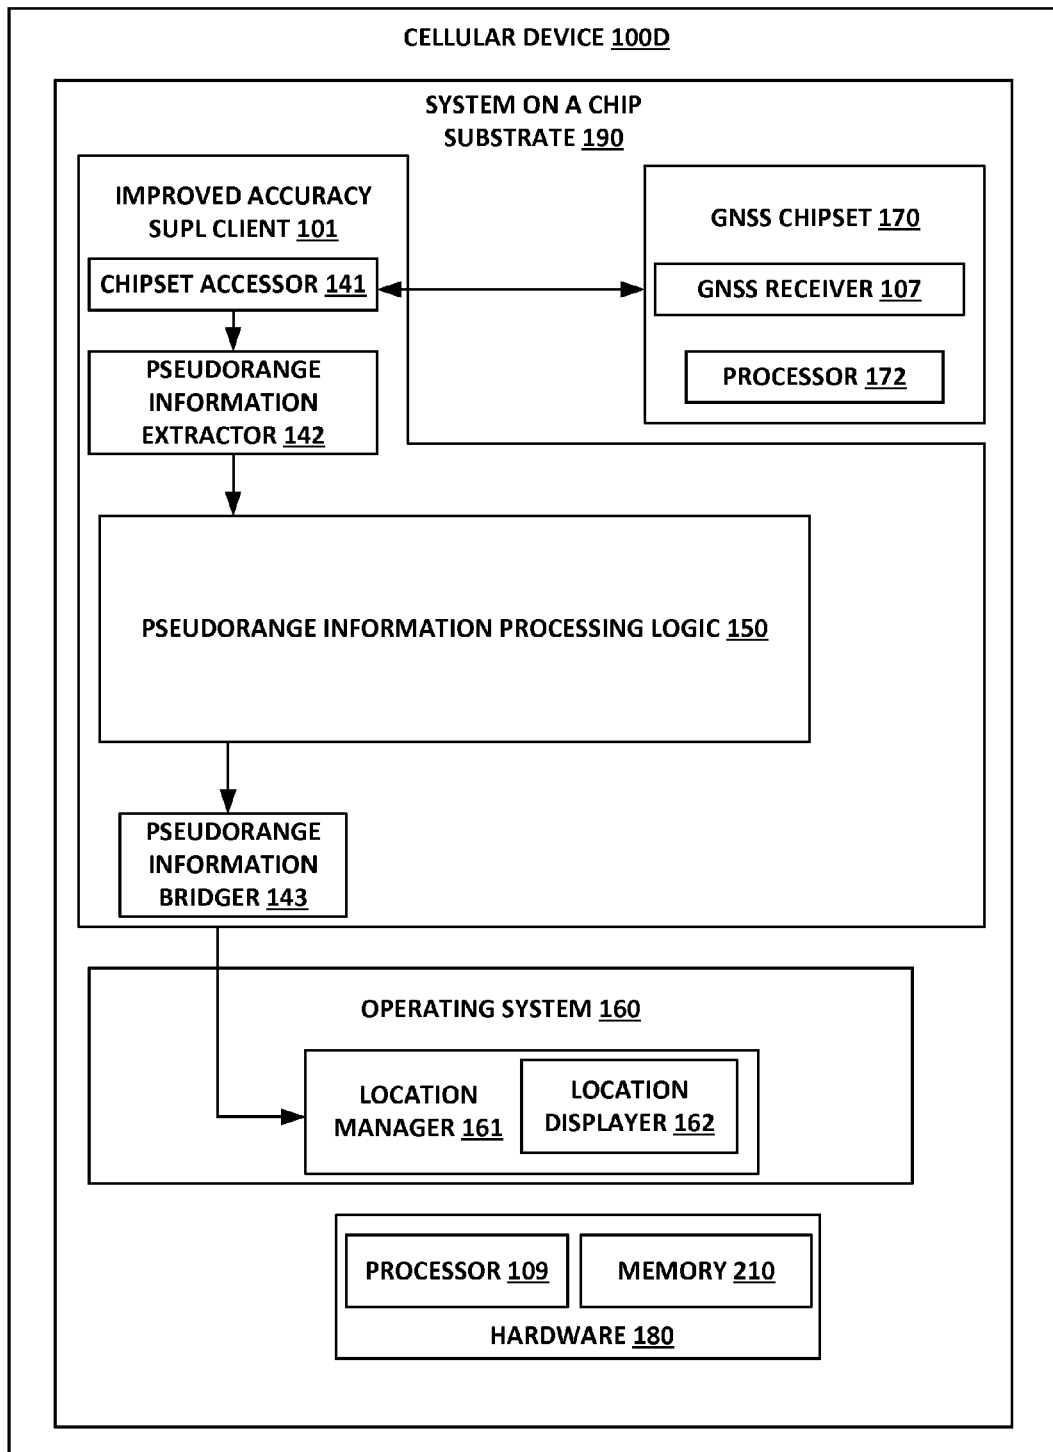 CELLULAR DEVICE 100D
SYSTEM ON A CHIP
SUBSTRATE 190
IMPROVED ACCURACY
SUPL CLIENT 101
CHIPSET ACCESSOR 141
PSEUDORANGE
INFORMATION
EXTRACTOR 142
GNSS CHIPSET 170
GNSS RECEIVER 107
PROCESSOR 172
PSEUDORANGE INFORMATION PROCESSING LOGIC 150
PSEUDORANGE
INFORMATION
BRIDGER 143
OPERATING SYSTEM 160
LOCATION
MANAGER 161
LOCATION
DISPLAYER 162
PROCESSOR 109
MEMORY 210
HARDWARE 180